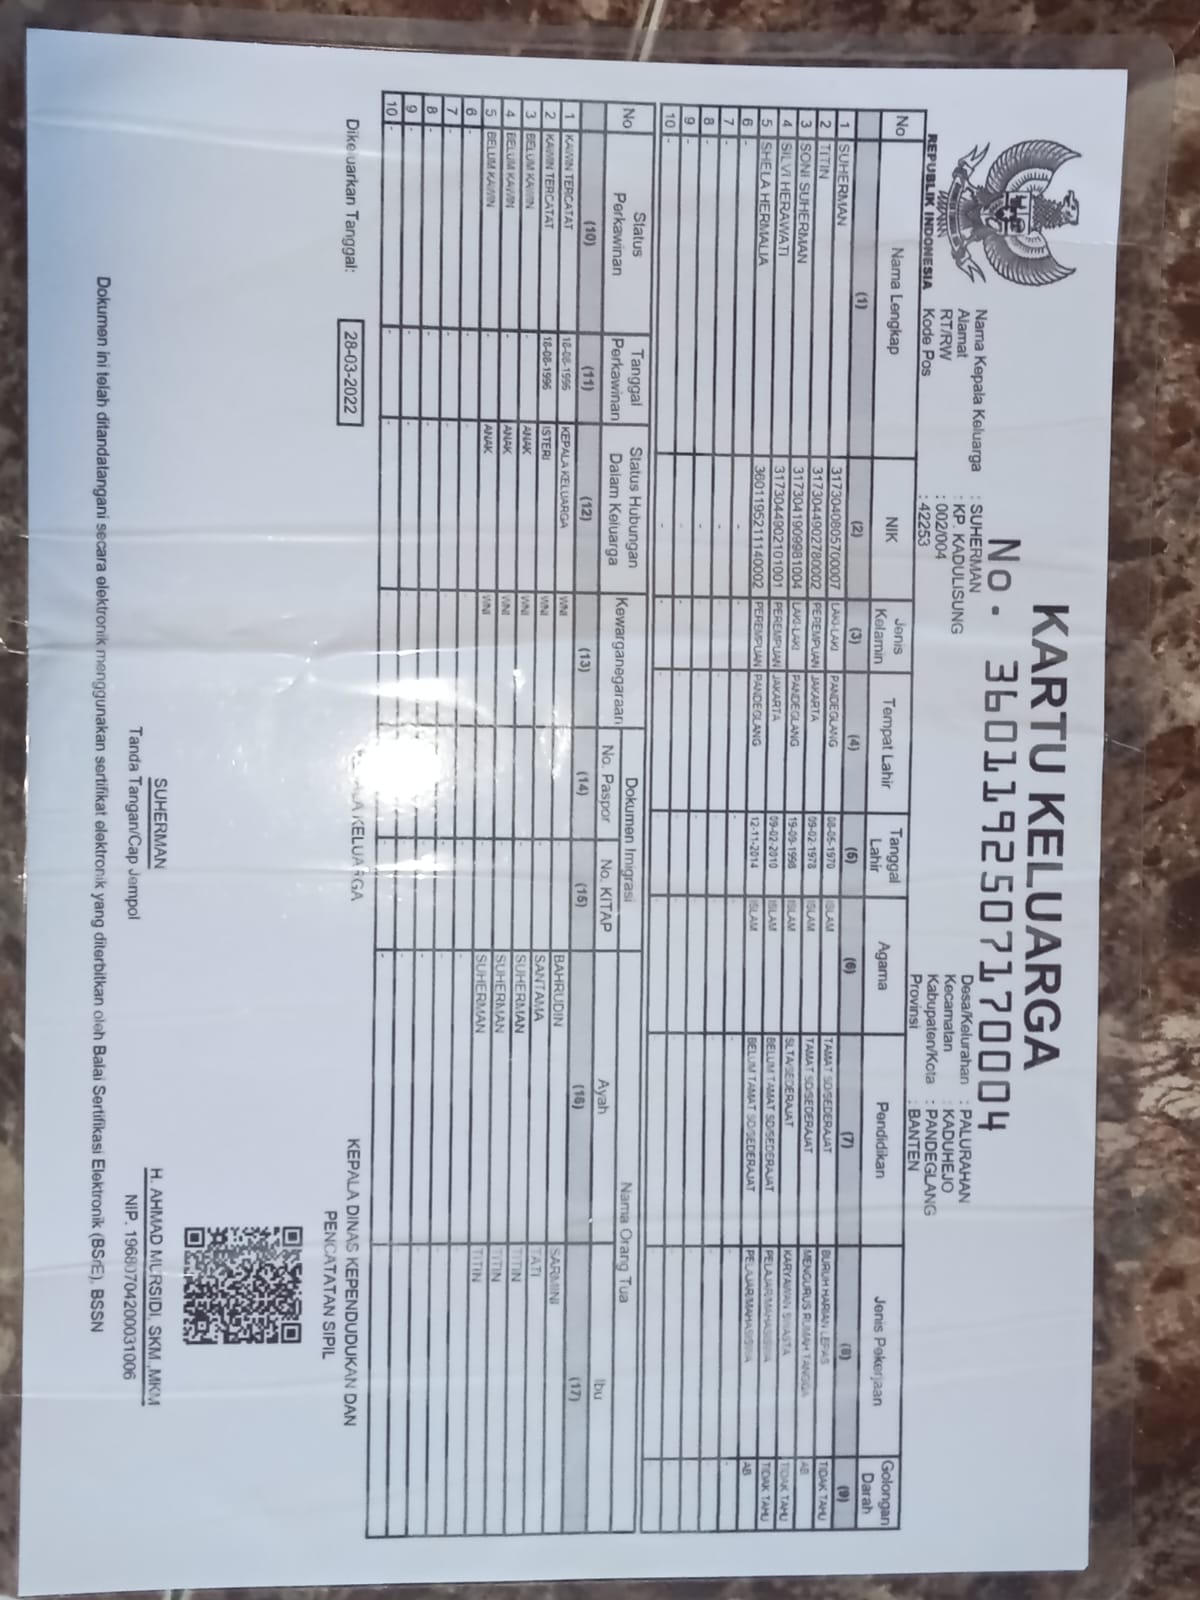 KARTU KELUARGA
No. 3601192507170004
REPUBLIK INDONESIA
Nama Kepala Keluarga : SUHERMAN
Alamat : KP. KADULISUNG
RT/RW : 002/004
Kode Pos : 42253
Desa/Kelurahan : PALURAHAN
Kecamatan : KADUHEJO
Kabupaten/Kota : PANDEGLANG
Provinsi : BANTEN
No Nama Lengkap NIK Jenis Kelamin Tempat Lahir Tanggal Lahir Agama Pendidikan Jenis Pekerjaan Golongan Darah
(1) (2) (3) (4) (5) (6) (7) (8) (9)
1 SUHERMAN 3173040805700007 LAKI-LAKI PANDEGLANG 08-05-1970 ISLAM TAMAT SD/SEDERAJAT BURUH HARIAN LEPAS TIDAK TAHU
2 TITIN 3173044902780002 PEREMPUAN JAKARTA 09-02-1978 ISLAM TAMAT SD/SEDERAJAT MENGURUS RUMAH TANGGA AB
3 SONI SUHERMAN 3173041909981004 LAKI-LAKI PANDEGLANG 19-09-1998 ISLAM SLTA/SEDERAJAT KARYAWAN SWASTA TIDAK TAHU
4 SILVI HERAWATI 3173044902101001 PEREMPUAN JAKARTA 09-02-2010 ISLAM BELUM TAMAT SD/SEDERAJAT PELAJAR/MAHASISWA TIDAK TAHU
5 SHELA HERMALIA 3601195211140002 PEREMPUAN PANDEGLANG 12-11-2014 ISLAM BELUM TAMAT SD/SEDERAJAT PELAJAR/MAHASISWA AB
6 - - - - - - - - -
7 - - - - - - - - -
8 - - - - - - - - -
9 - - - - - - - - -
10 - - - - - - - - -
No Status Perkawinan Tanggal Perkawinan Status Hubungan Dalam Keluarga Kewarganegaraan Dokumen Imigrasi Nama Orang Tua
No. Paspor No. KITAP Ayah Ibu
(10) (11) (12) (13) (14) (15) (16) (17)
1 KAWIN TERCATAT 18-08-1996 KEPALA KELUARGA WNI - - BAHRUDIN SARMINI
2 KAWIN TERCATAT 18-08-1996 ISTERI WNI - - SANTAMA TATI
3 BELUM KAWIN - ANAK WNI - - SUHERMAN TITIN
4 BELUM KAWIN - ANAK WNI - - SUHERMAN TITIN
5 BELUM KAWIN - ANAK WNI - - SUHERMAN TITIN
6 - - - - - - - -
7 - - - - - - - -
8 - - - - - - - -
9 - - - - - - - -
10 - - - - - - - -
Dikeluarkan Tanggal: 28-03-2022
KELUARGA
KEPALA DINAS KEPENDUDUKAN DAN
PENCATATAN SIPIL
SUHERMAN
Tanda Tangan/Cap Jempol
H. AHMAD MURSIDI, SKM.,MKM
NIP. 196807042000031006
Dokumen ini telah ditandatangani secara elektronik menggunakan sertifikat elektronik yang diterbitkan oleh Balai Sertifikasi Elektronik (BSrE), BSSN